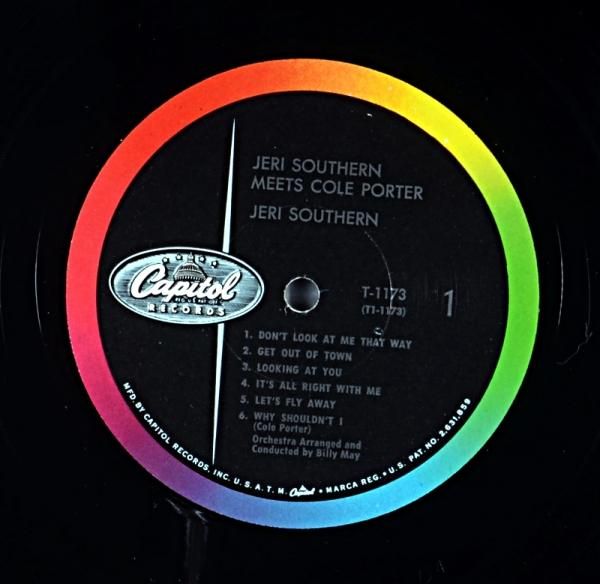 JERI SOUTHERN
MEETS COLE PORTER
JERI SOUTHERN
Capitol
RECORDS
T-1173
(T1-1173)
1
1. DON'T LOOK AT ME THAT WAY
2. GET OUT OF TOWN
3. LOOKING AT YOU
4. IT'S ALL RIGHT WITH ME
5. LET'S FLY AWAY
6. WHY SHOULDN'T I
(Cole Porter)
Orchestra Arranged and
Conducted by Billy May
MFD. BY CAPITOL RECORDS, INC. U. S. A. T. M. Capitol • MARCA REG. • U. S. PAT. NO. 2,631,859